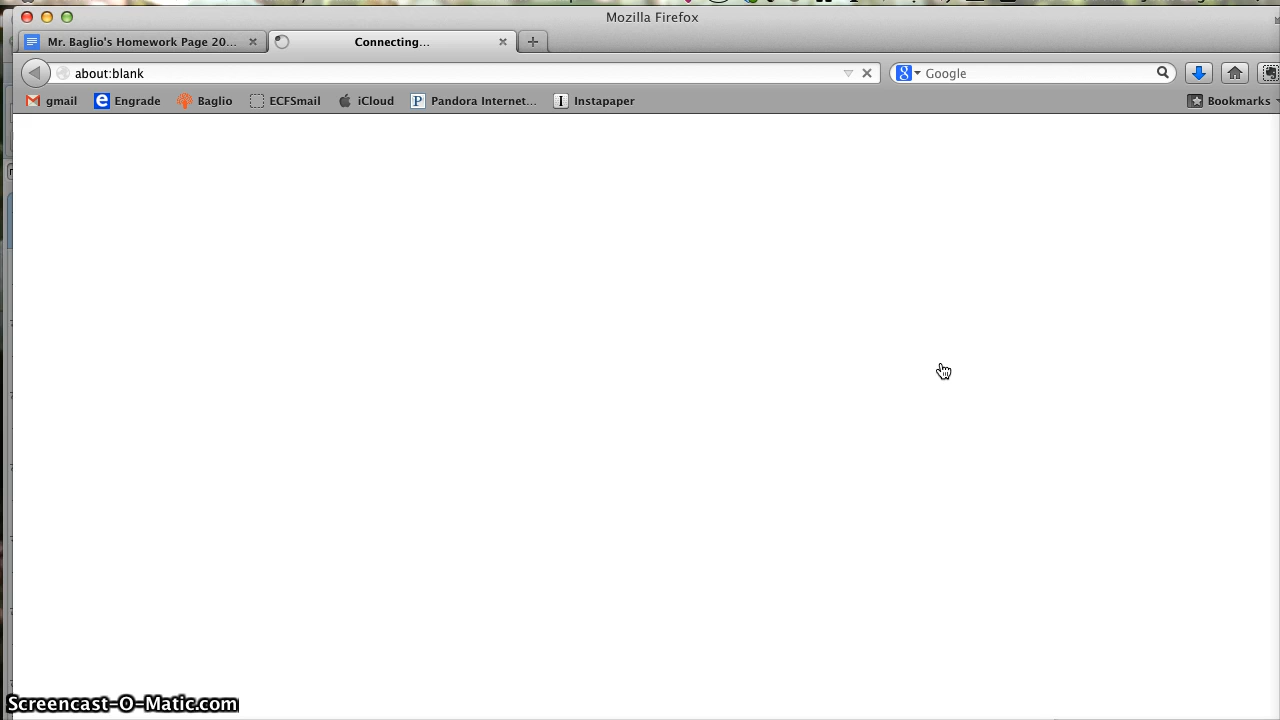 Mozilla Firefox
Mr. Baglio's Homework Page 20...
Connecting...
about:blank
Google
gmail
Engrade
Baglio
ECFSmail
iCloud
Pandora Internet...
Instapaper
Bookmarks
Screencast-O-Matic.com